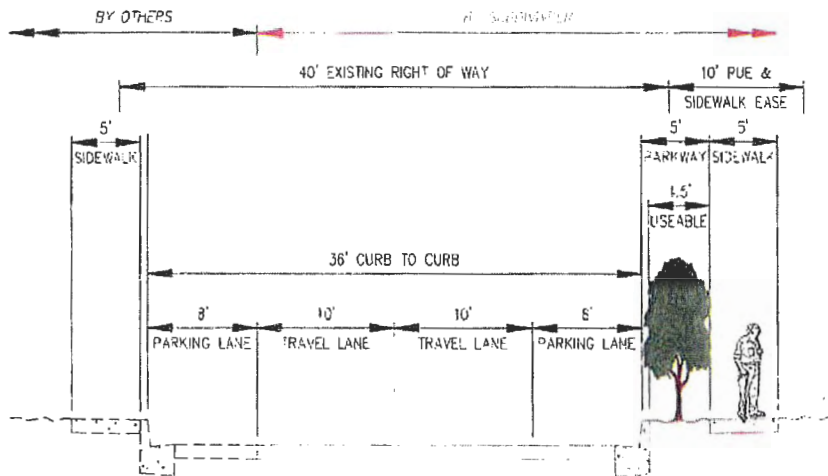 BY OTHERS
40' EXISTING RIGHT OF WAY
10' PUE &
SIDEWALK EASE
5'
SIDEWALK
5'
PARKWAY
5'
SIDEWALK
USEABLE
36' CURB TO CURB
8'
PARKING LANE
10'
TRAVEL LANE
10'
TRAVEL LANE
8'
PARKING LANE